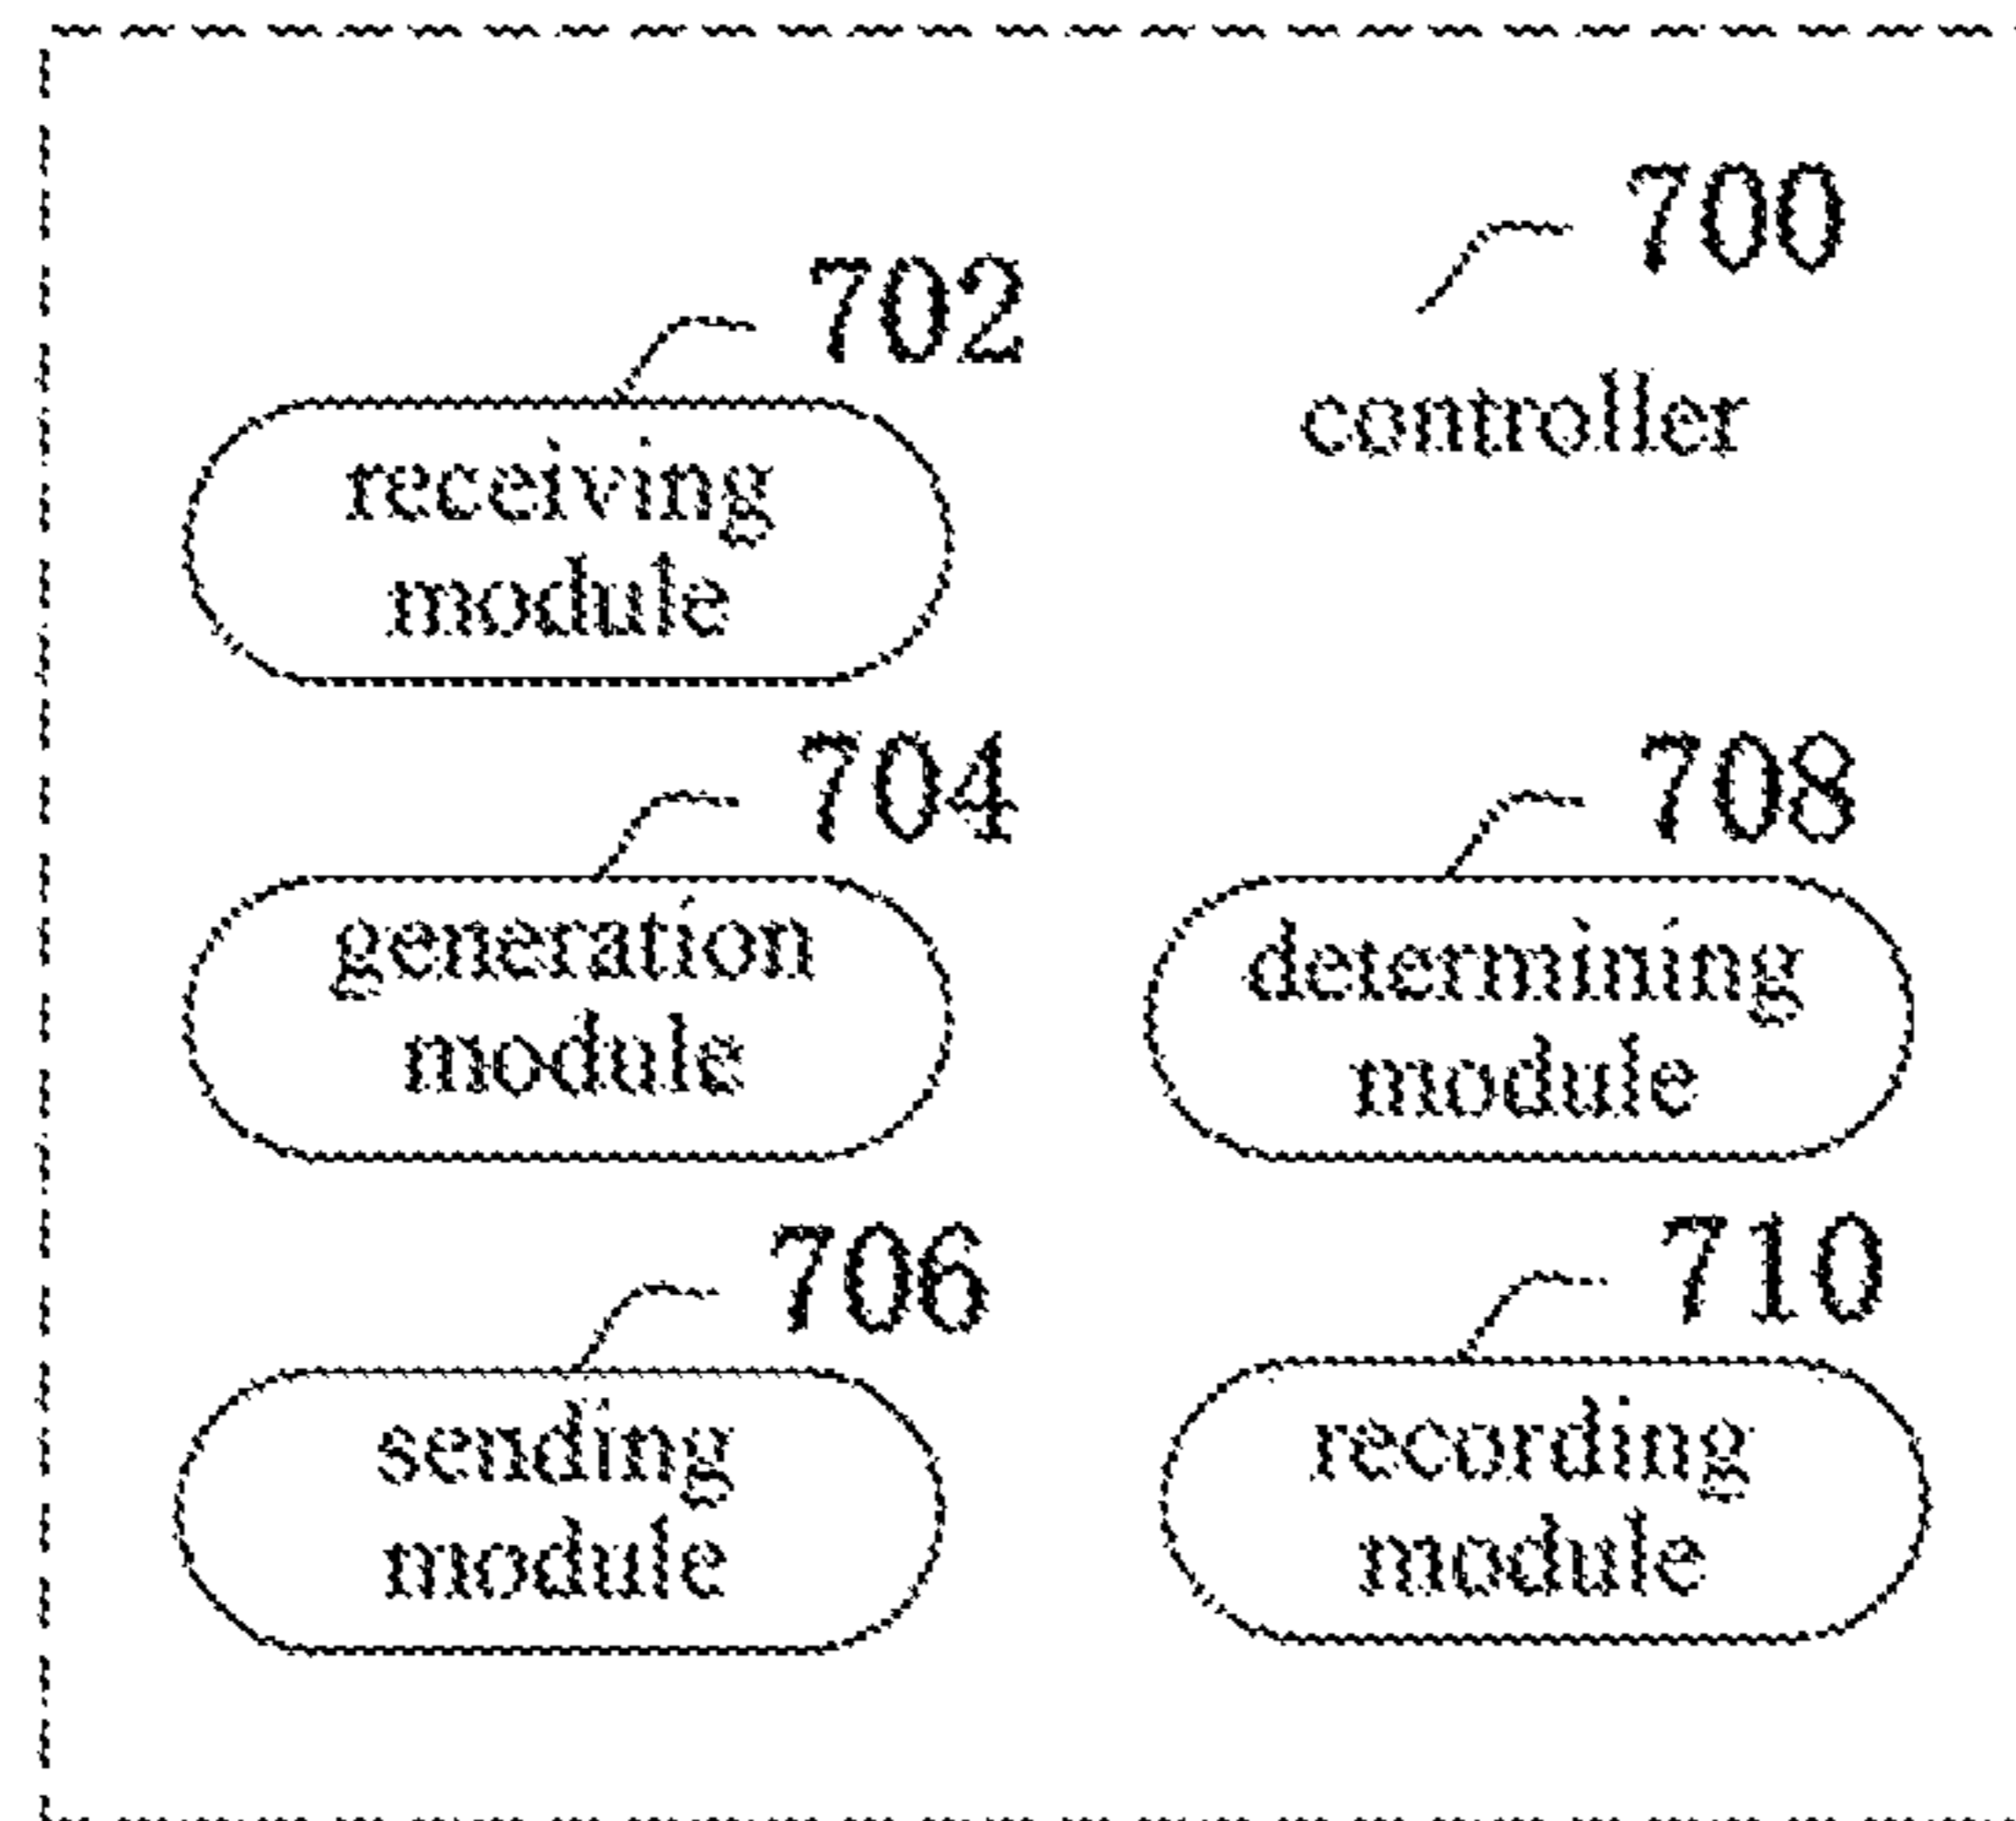 700
702
controller
receiving
module
704
708
generation
module
determining
module
706
710
sending
module
recording
module